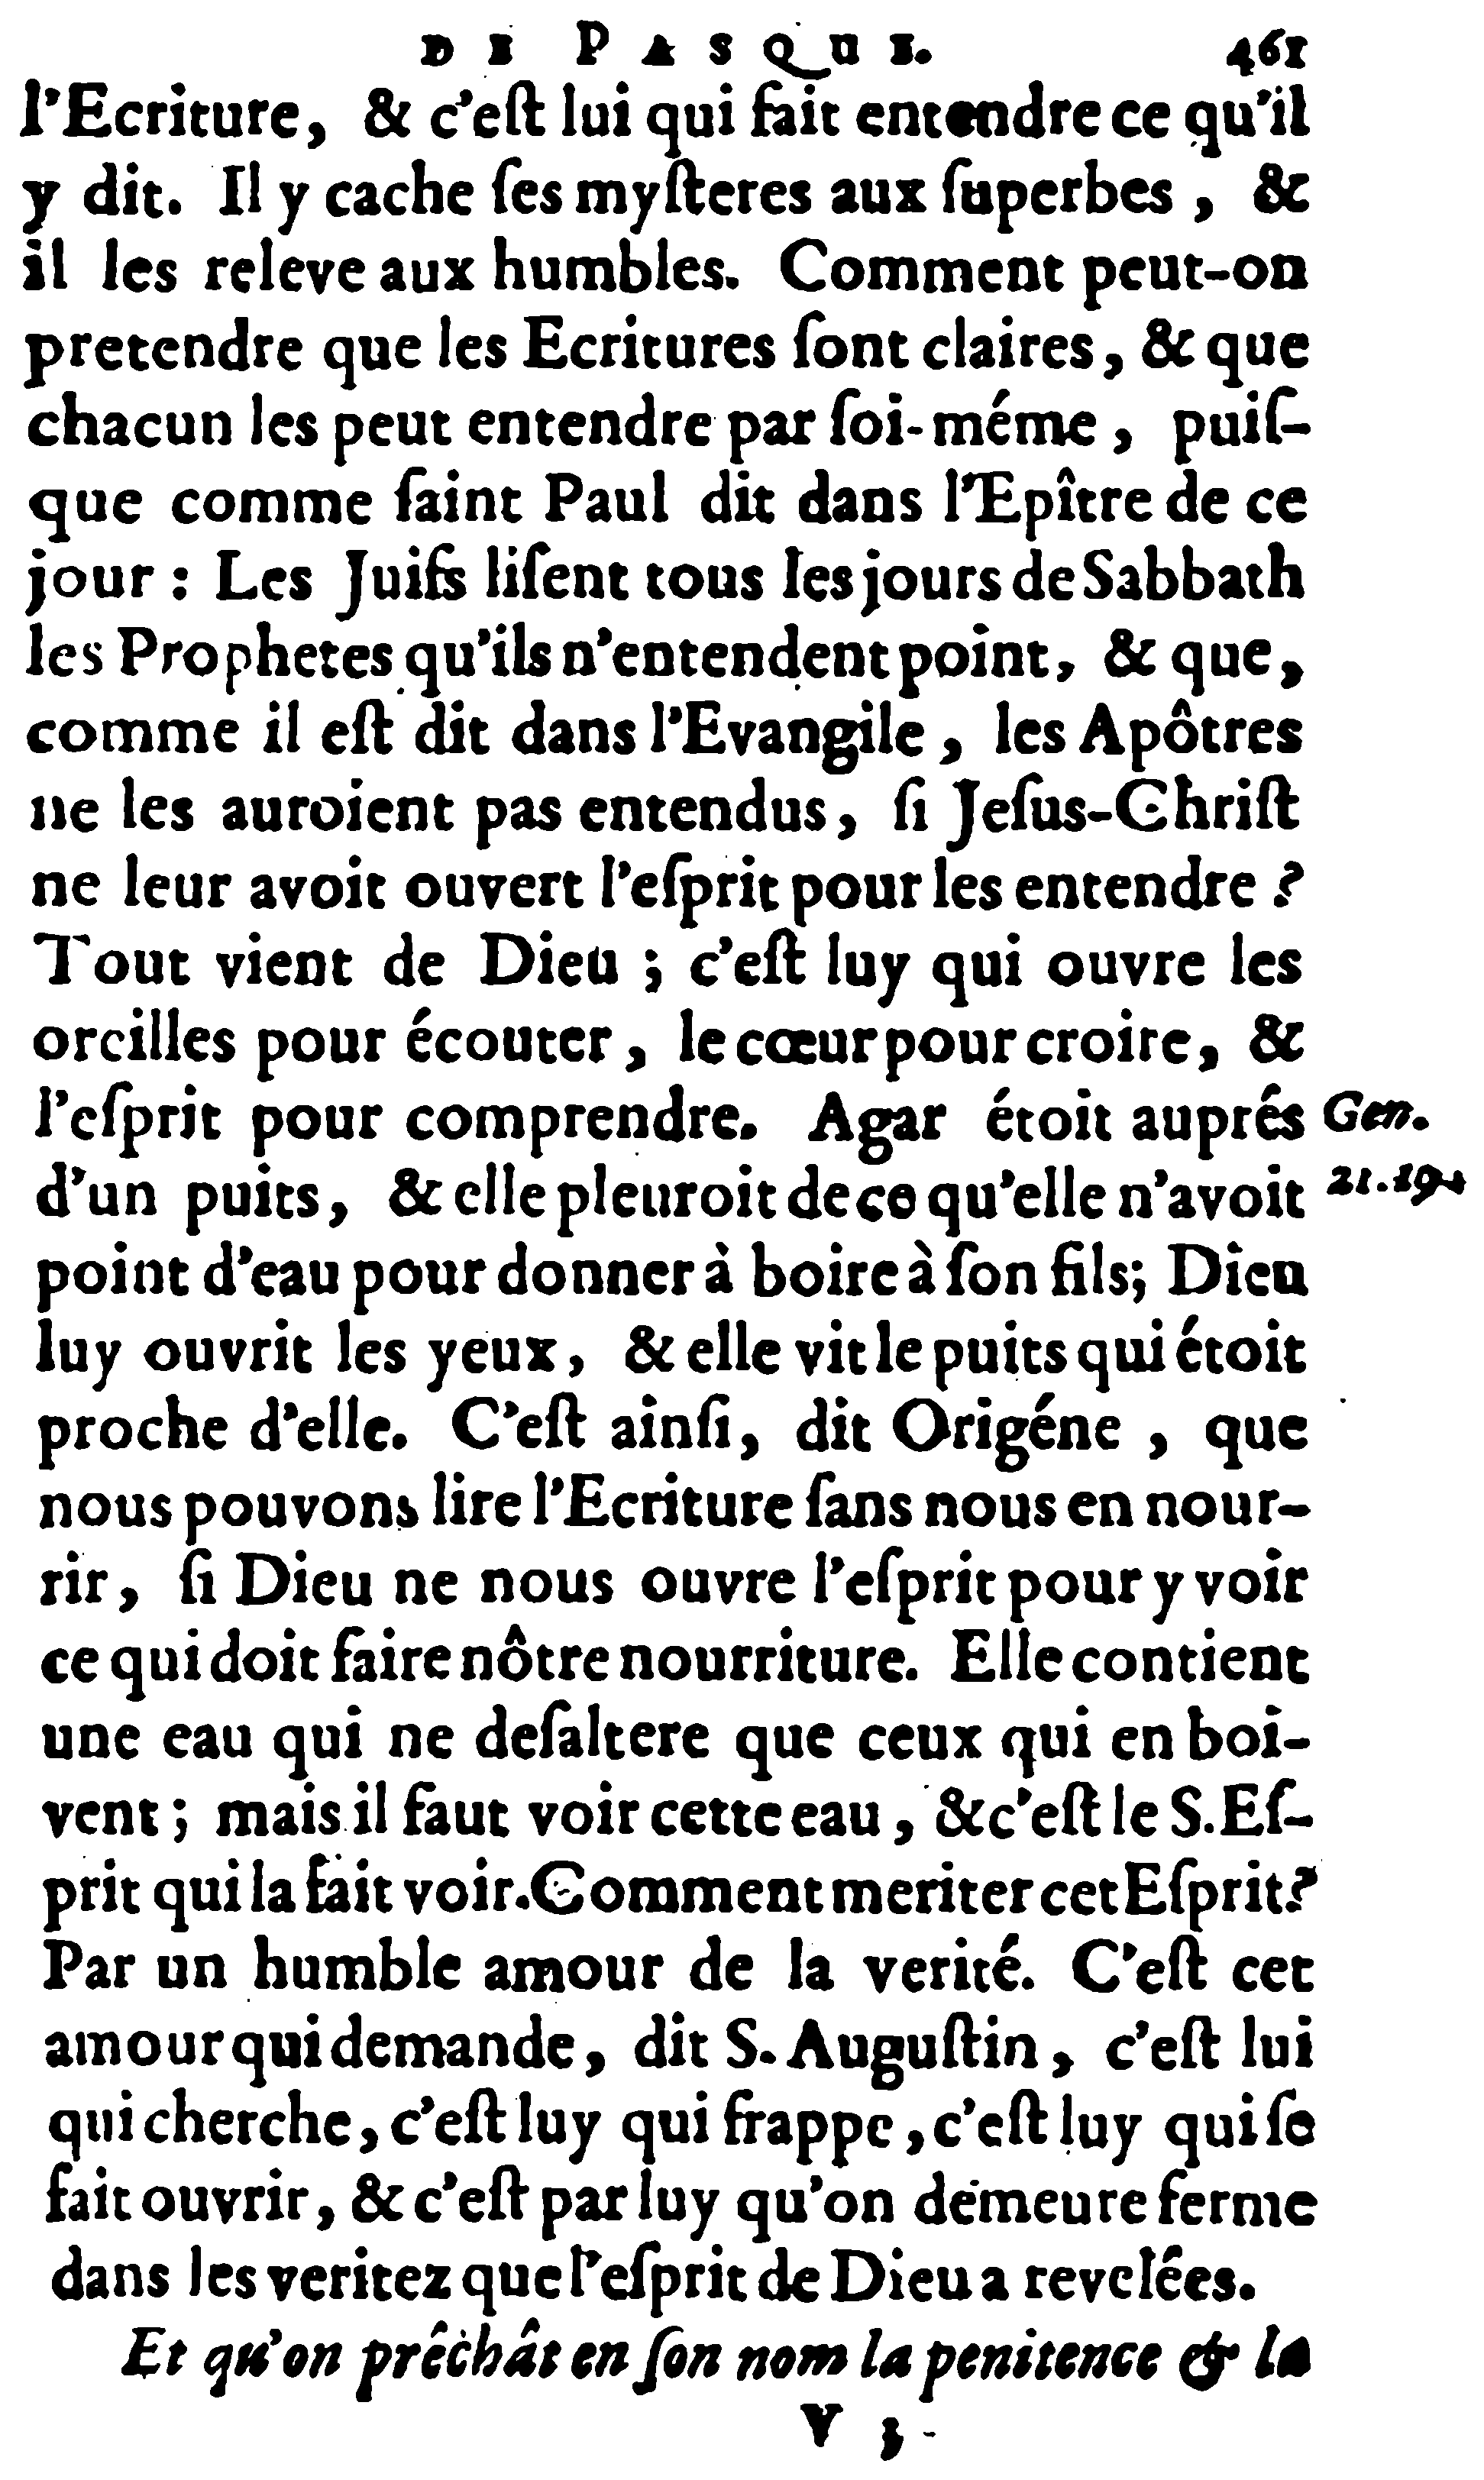 DE PASQUE. 461
l'Ecriture, & c'eſt lui qui fait entendre ce qu'il
y dit. Il y cache ſes myſteres aux ſuperbes, &
il les releve aux humbles. Comment peut-on
pretendre que les Ecritures ſont claires, & que
chacun les peut entendre par ſoi-méme, puiſ-
que comme ſaint Paul dit dans l'Epître de ce
jour : Les Juifs liſent tous les jours de Sabbath
les Prophetes qu'ils n'entendent point, & que,
comme il eſt dit dans l'Evangile, les Apôtres
ne les auroient pas entendus, ſi Jeſus-Chriſt
ne leur avoit ouvert l'eſprit pour les entendre ?
Tout vient de Dieu ; c'eſt luy qui ouvre les
oreilles pour écouter, le cœur pour croire, &
l'eſprit pour comprendre. Agar étoit auprés Gen.
d'un puits, & elle pleuroit de ce qu'elle n'avoit 21.19.
point d'eau pour donner à boire à ſon fils; Dieu
luy ouvrit les yeux, & elle vit le puits qui étoit
proche d'elle. C'eſt ainſi, dit Origéne, que
nous pouvons lire l'Ecriture ſans nous en nour-
rir, ſi Dieu ne nous ouvre l'eſprit pour y voir
ce qui doit faire nôtre nourriture. Elle contient
une eau qui ne deſaltere que ceux qui en boi-
vent ; mais il faut voir cette eau, & c'eſt le S. Eſ-
prit qui la fait voir. Comment meriter cet Eſprit?
Par un humble amour de la verité. C'eſt cet
amour qui demande, dit S. Auguſtin, c'eſt lui
qui cherche, c'eſt luy qui frappe, c'eſt luy qui ſe
fait ouvrir, & c'eſt par luy qu'on demeure ferme
dans les veritez que l'eſprit de Dieu a revelées.
Et qu'on prêchât en ſon nom la penitence & la
V 3